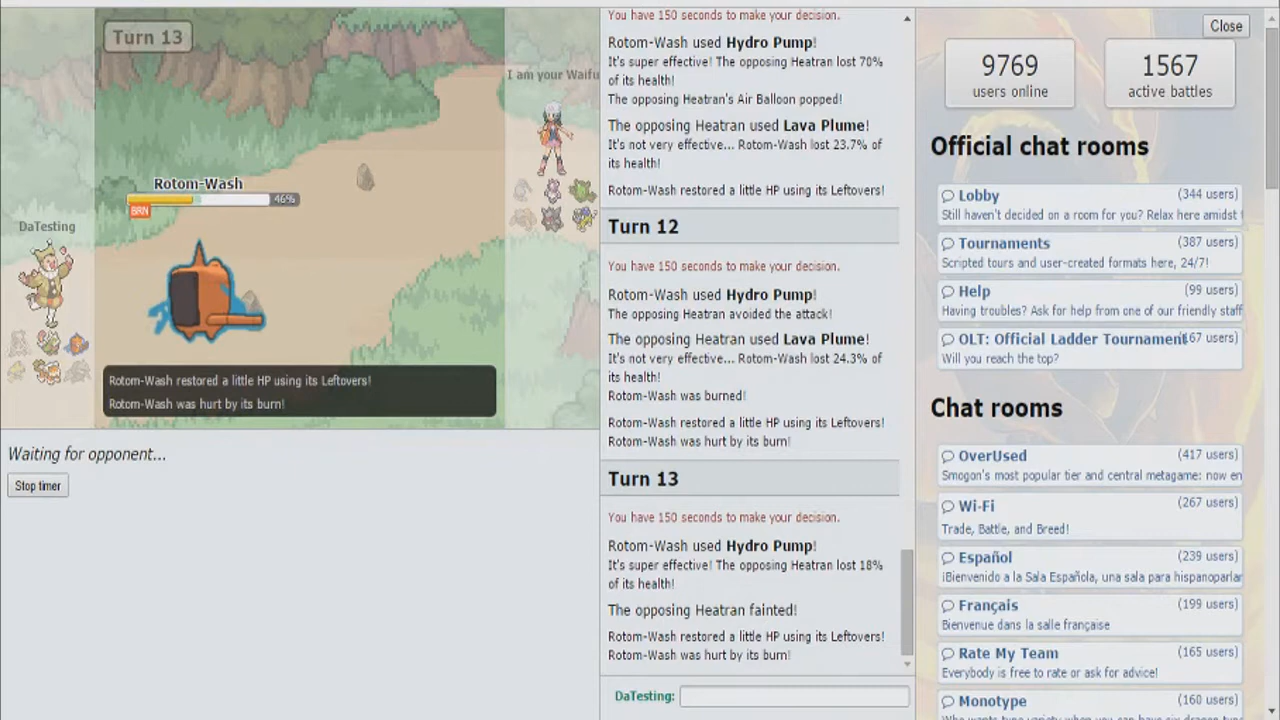 Turn 13
I am your Waifu
Rotom-Wash
46%
BRN
DaTesting
Rotom-Wash restored a little HP using its Leftovers!
Rotom-Wash was hurt by its burn!
Waiting for opponent...
Stop timer
You have 150 seconds to make your decision.
Rotom-Wash used Hydro Pump!
It's super effective! The opposing Heatran lost 70%
of its health!
The opposing Heatran's Air Balloon popped!
The opposing Heatran used Lava Plume!
It's not very effective... Rotom-Wash lost 23.7% of
its health!
Rotom-Wash restored a little HP using its Leftovers!
Turn 12
You have 150 seconds to make your decision.
Rotom-Wash used Hydro Pump!
The opposing Heatran avoided the attack!
The opposing Heatran used Lava Plume!
It's not very effective... Rotom-Wash lost 24.3% of
its health!
Rotom-Wash was burned!
Rotom-Wash restored a little HP using its Leftovers!
Rotom-Wash was hurt by its burn!
Turn 13
You have 150 seconds to make your decision.
Rotom-Wash used Hydro Pump!
It's super effective! The opposing Heatran lost 18%
of its health!
The opposing Heatran fainted!
Rotom-Wash restored a little HP using its Leftovers!
Rotom-Wash was hurt by its burn!
DaTesting:
Close
9769
users online
1567
active battles
Official chat rooms
Lobby (344 users)
Still haven't decided on a room for you? Relax here amidst
Tournaments (387 users)
Scripted tours and user-created formats here, 24/7!
Help (99 users)
Having troubles? Ask for help from one of our friendly staff
OLT: Official Ladder Tournament 67 users)
Will you reach the top?
Chat rooms
OverUsed (417 users)
Smogon's most popular tier and central metagame: now en
Wi-Fi (267 users)
Trade, Battle, and Breed!
Español (239 users)
¡Bienvenido a la Sala Española, una sala para hispanoparlar
Français (199 users)
Bienvenue dans la salle française
Rate My Team (165 users)
Everybody is free to rate or ask for advice!
Monotype (160 users)